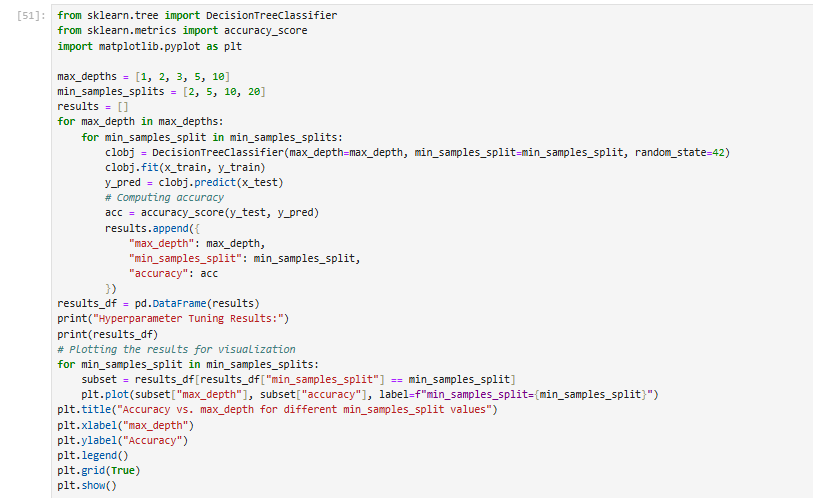 [51]: from sklearn.tree import DecisionTreeClassifier
from sklearn.metrics import accuracy_score
import matplotlib.pyplot as plt

max_depths = [1, 2, 3, 5, 10]
min_samples_splits = [2, 5, 10, 20]
results = []
for max_depth in max_depths:
    for min_samples_split in min_samples_splits:
        clobj = DecisionTreeClassifier(max_depth=max_depth, min_samples_split=min_samples_split, random_state=42)
        clobj.fit(x_train, y_train)
        y_pred = clobj.predict(x_test)
        # Computing accuracy
        acc = accuracy_score(y_test, y_pred)
        results.append({
            "max_depth": max_depth,
            "min_samples_split": min_samples_split,
            "accuracy": acc
        })
results_df = pd.DataFrame(results)
print("Hyperparameter Tuning Results:")
print(results_df)
# Plotting the results for visualization
for min_samples_split in min_samples_splits:
    subset = results_df[results_df["min_samples_split"] == min_samples_split]
    plt.plot(subset["max_depth"], subset["accuracy"], label=f"min_samples_split={min_samples_split}")
plt.title("Accuracy vs. max_depth for different min_samples_split values")
plt.xlabel("max_depth")
plt.ylabel("Accuracy")
plt.legend()
plt.grid(True)
plt.show()